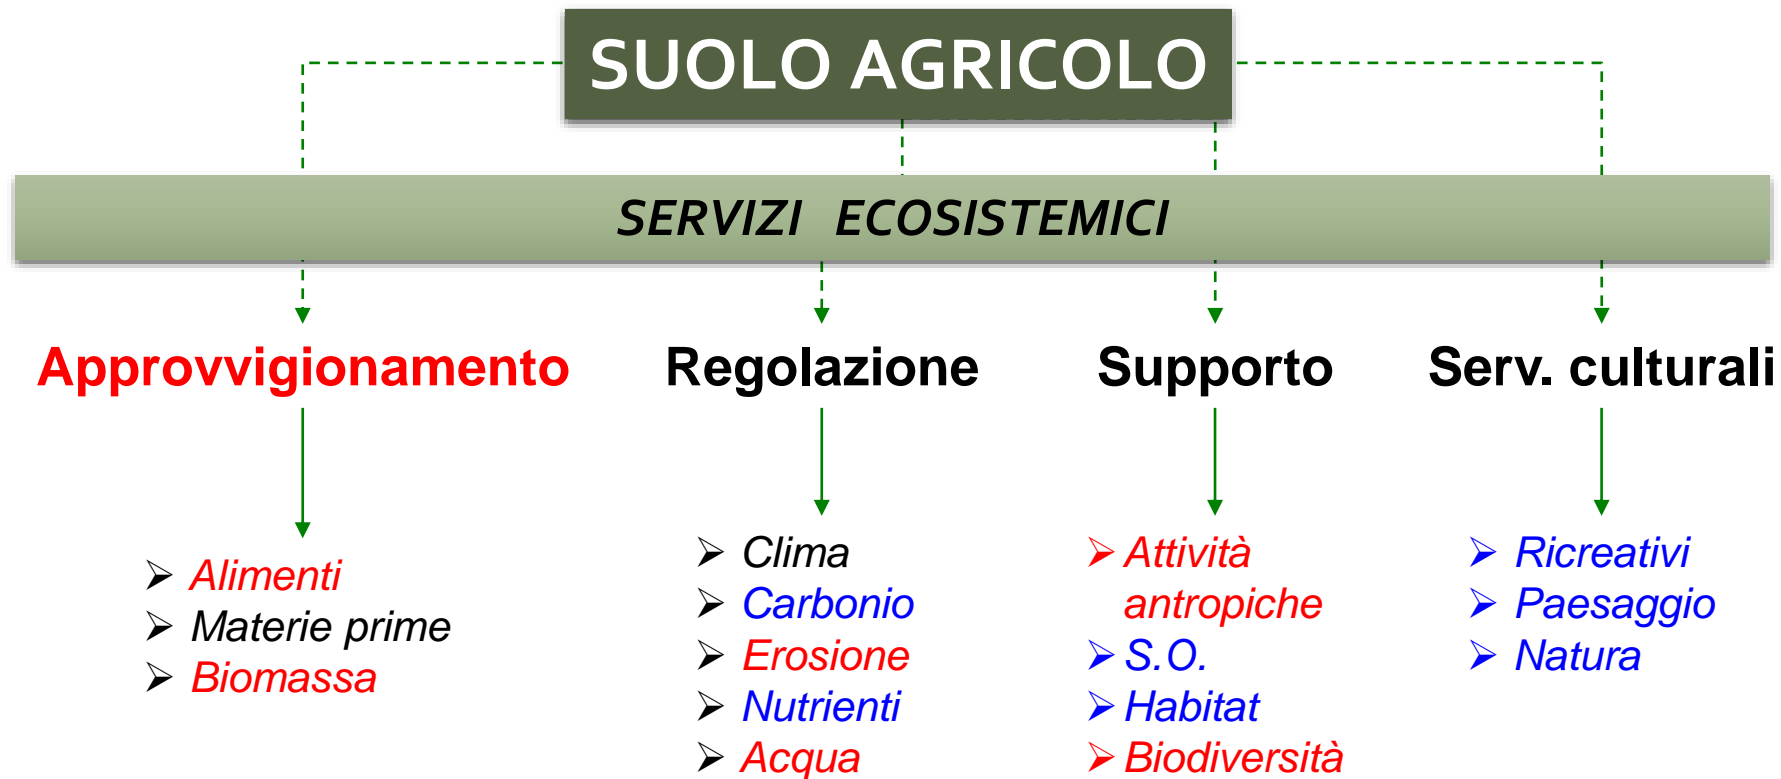 SUOLO AGRICOLO
SERVIZI ECOSISTEMICI
Approvvigionamento
Regolazione
Supporto
Serv. culturali
➢ Alimenti
➢ Materie prime
➢ Biomassa
➢ Clima
➢ Carbonio
➢ Erosione
➢ Nutrienti
➢ Acqua
➢ Attività
antropiche
➢ S.O.
➢ Habitat
➢ Biodiversità
➢ Ricreativi
➢ Paesaggio
➢ Natura